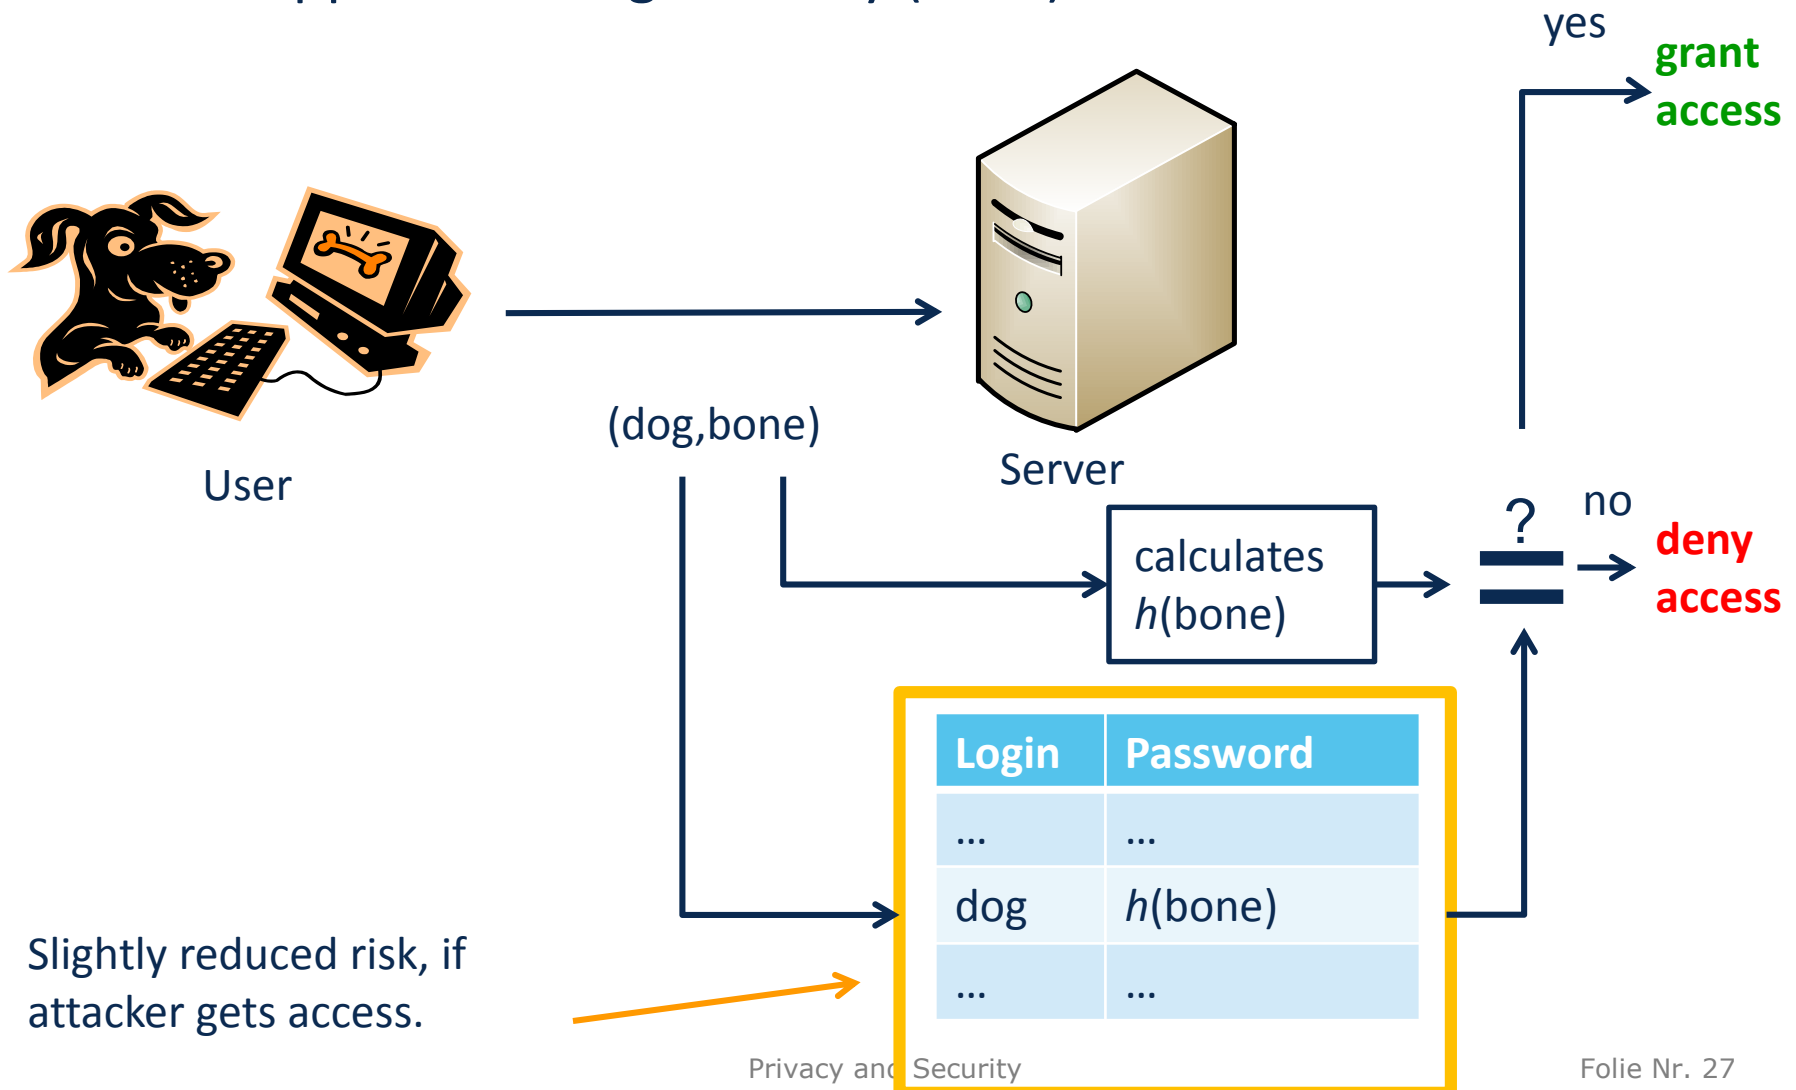 yes
grant
access
(dog,bone)
User
Server
calculates
h(bone)
?
no
deny
access
Login Password
... ...
dog h(bone)
... ...
Slightly reduced risk, if
attacker gets access.
Privacy and Security
Folie Nr. 27